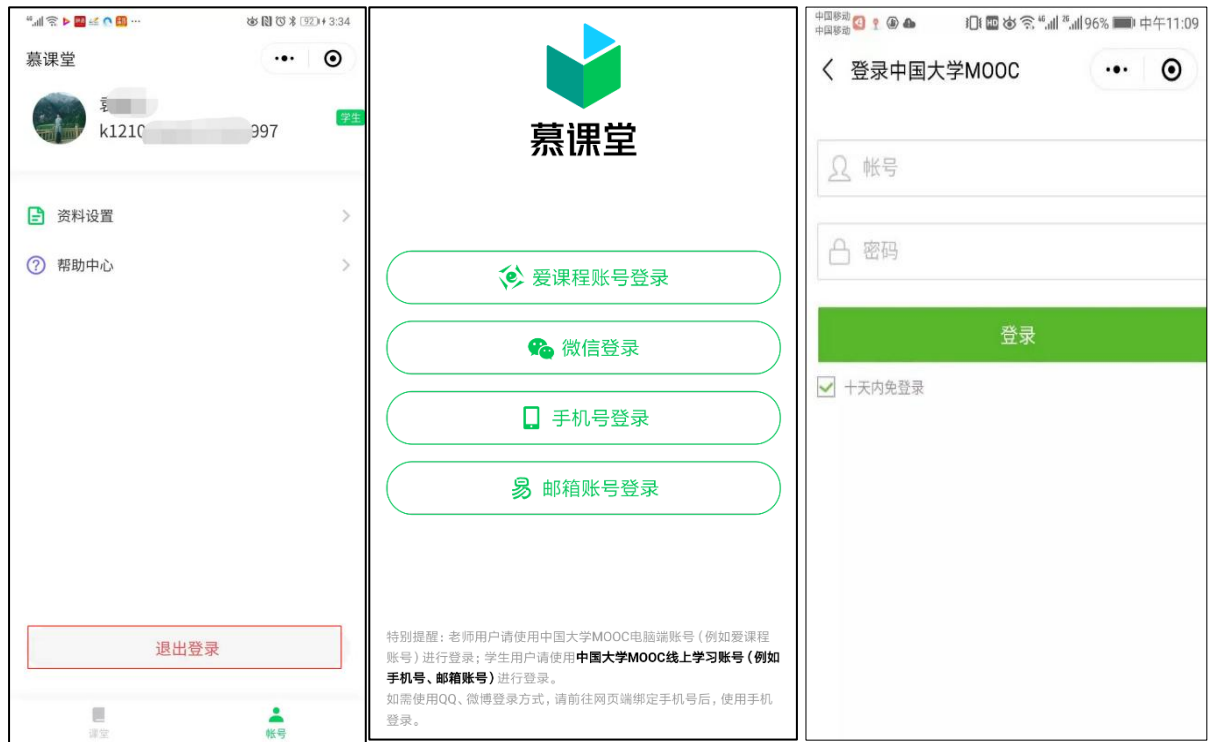 3:34
慕课堂
k1210
997
学生
资料设置
帮助中心
退出登录
课堂
帐号
慕课堂
爱课程账号登录
微信登录
手机号登录
邮箱账号登录
特别提醒：老师用户请使用中国大学MOOC电脑端账号（例如爱课程
账号）进行登录；学生用户请使用中国大学MOOC线上学习账号（例如
手机号、邮箱账号）进行登录。
如需使用QQ、微博登录方式，请前往网页端绑定手机号后，使用手机
登录。
中国移动
中国移动
96% 中午11:09
登录中国大学MOOC
帐号
密码
登录
十天内免登录